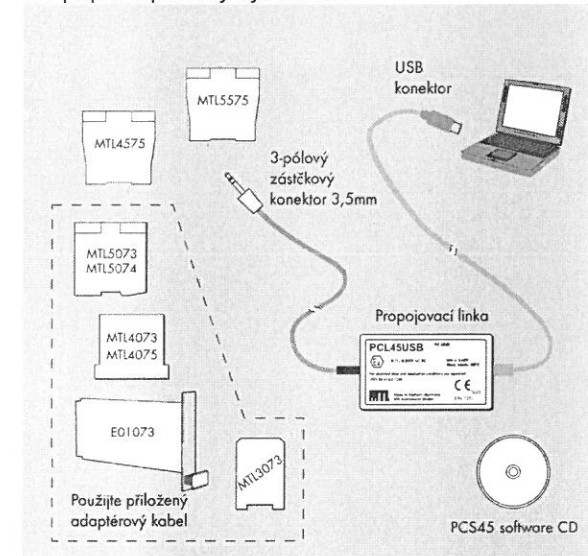 USB
konektor
MTL5575
MTL4575
3-pólový
zástčkový
konektor 3,5mm
MTL5073
MTL5074
MTL4073
MTL4075
E01073
MTL3073
Použijte přiložený
adaptérový kabel
Propojovací linka
PCL45USB
MTL
CE
PCS45 software CD